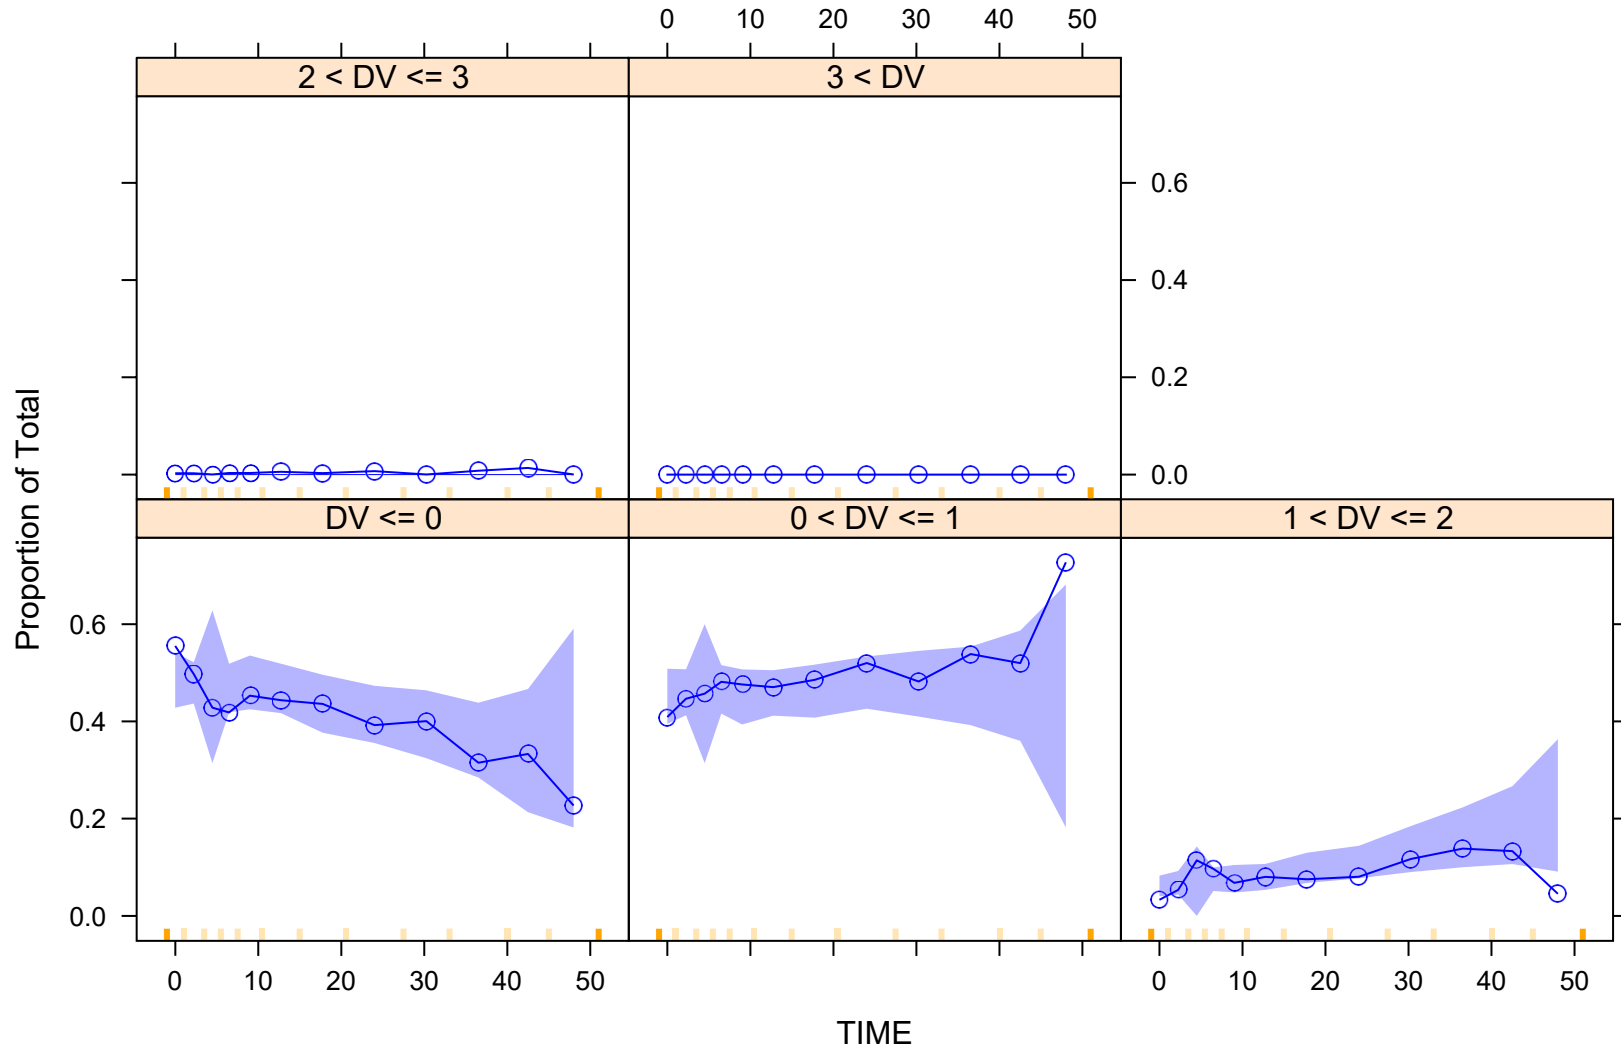 0 10 20 30 40 50
2 < DV <= 3 3 < DV
0.6
0.4
0.2
0.0
Proportion of Total
DV <= 0 0 < DV <= 1 1 < DV <= 2
0.6
0.4
0.2
0.0
0 10 20 30 40 50 0 10 20 30 40 50
TIME